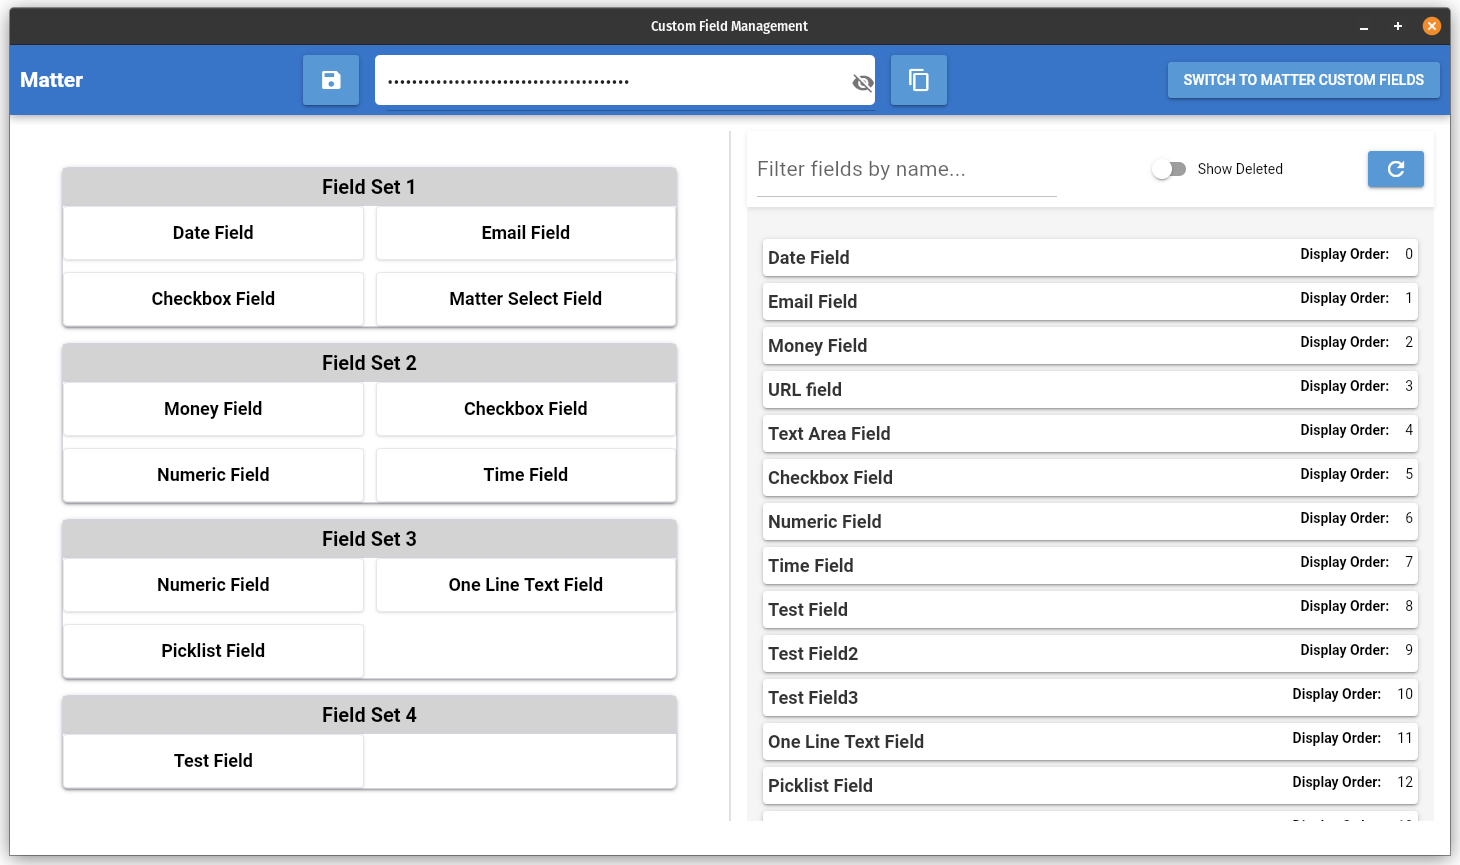 Custom Field Management
Matter
••••••••••••••••••••••••••••••••••••••••
SWITCH TO MATTER CUSTOM FIELDS
Field Set 1
Date Field
Email Field
Checkbox Field
Matter Select Field
Field Set 2
Money Field
Checkbox Field
Numeric Field
Time Field
Field Set 3
Numeric Field
One Line Text Field
Picklist Field
Field Set 4
Test Field
Filter fields by name...
Show Deleted
Date Field Display Order: 0
Email Field Display Order: 1
Money Field Display Order: 2
URL field Display Order: 3
Text Area Field Display Order: 4
Checkbox Field Display Order: 5
Numeric Field Display Order: 6
Time Field Display Order: 7
Test Field Display Order: 8
Test Field2 Display Order: 9
Test Field3 Display Order: 10
One Line Text Field Display Order: 11
Picklist Field Display Order: 12